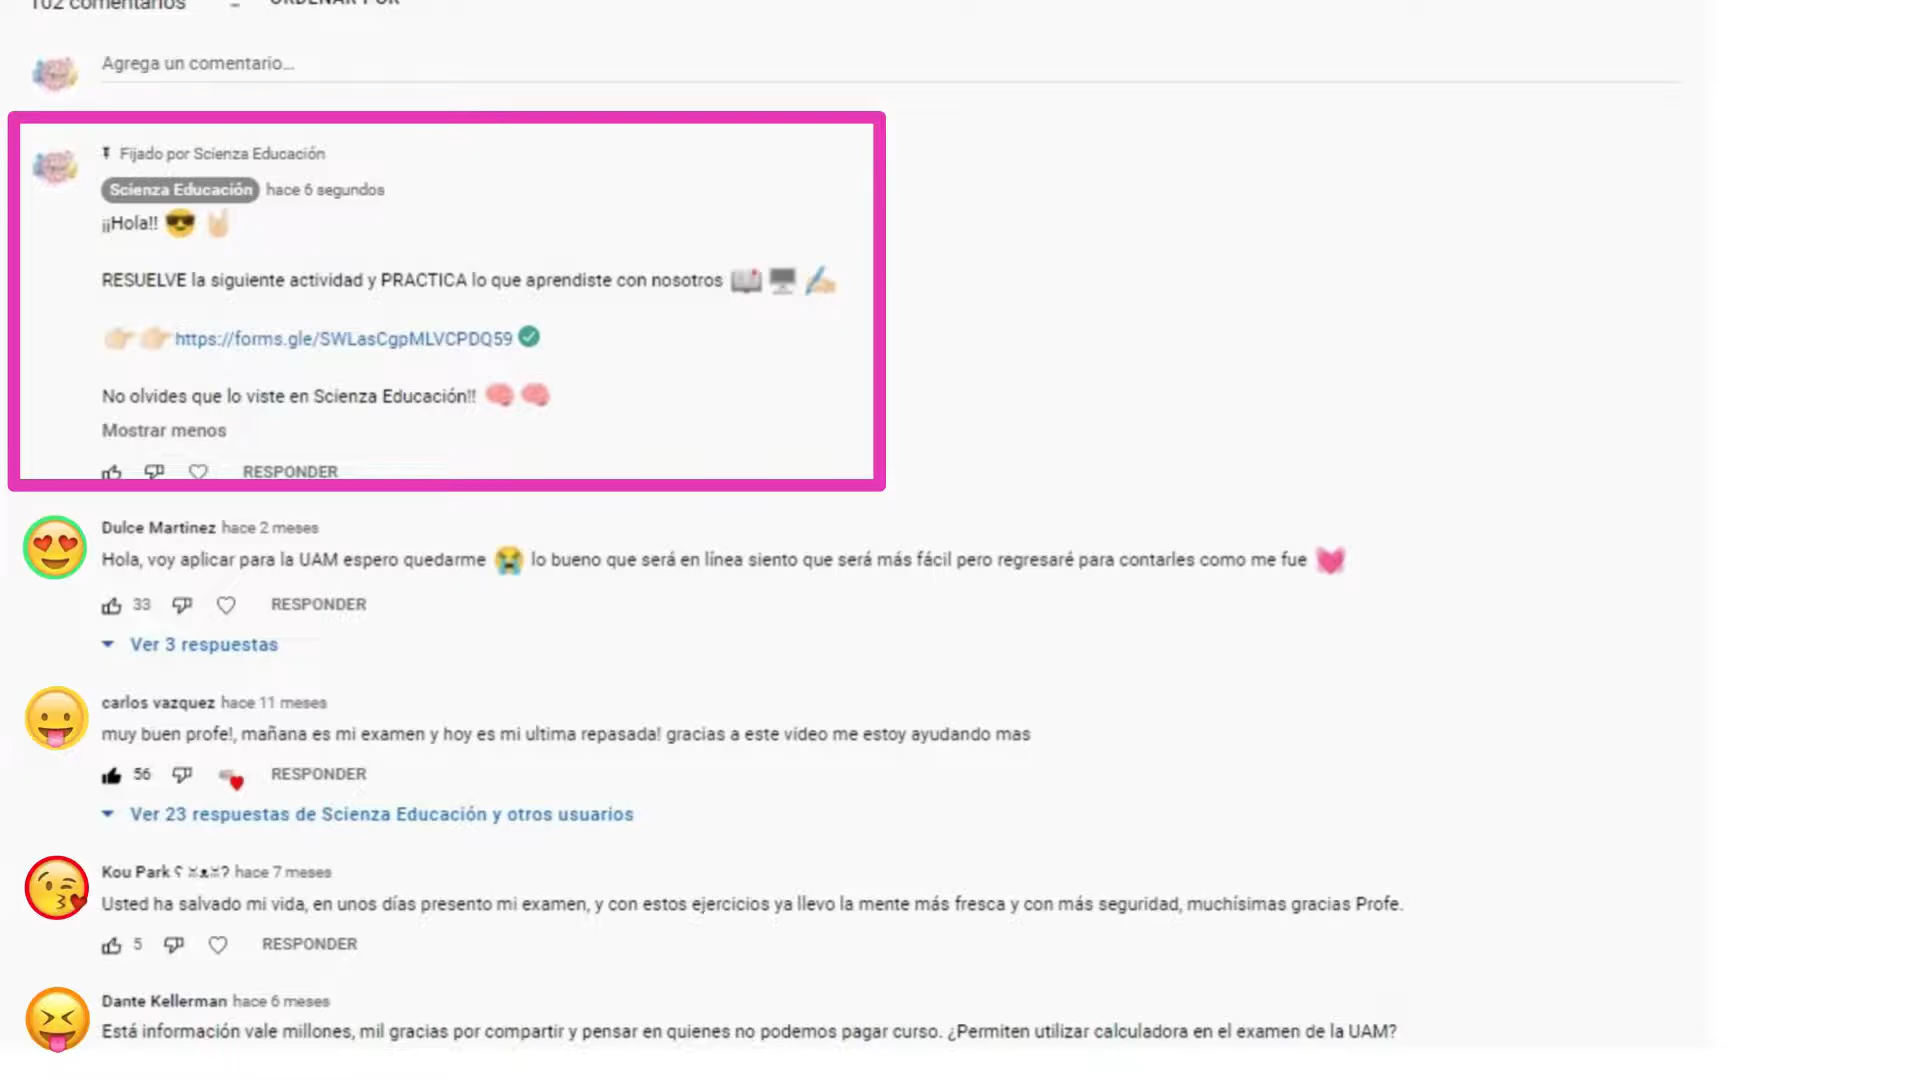 102 comentarios ORDENAR POR
Agrega un comentario...
Fijado por Scienza Educación
Scienza Educación hace 6 segundos
¡¡Hola!! 😎 🤘🏻
RESUELVE la siguiente actividad y PRACTICA lo que aprendiste con nosotros 📖 🖥️ ✍🏻
👉🏻 👉🏻 https://forms.gle/SWLasCgpMLVCPDQ59 ✅
No olvides que lo viste en Scienza Educación!! 🧠 🧠
Mostrar menos
RESPONDER
Dulce Martinez hace 2 meses
Hola, voy aplicar para la UAM espero quedarme 😭 lo bueno que será en línea siento que será más fácil pero regresaré para contarles como me fue 💓
33 RESPONDER
Ver 3 respuestas
carlos vazquez hace 11 meses
muy buen profe!, mañana es mi examen y hoy es mi ultima repasada! gracias a este video me estoy ayudando mas
56 RESPONDER
Ver 23 respuestas de Scienza Educación y otros usuarios
Kou Park hace 7 meses
Usted ha salvado mi vida, en unos días presento mi examen, y con estos ejercicios ya llevo la mente más fresca y con más seguridad, muchísimas gracias Profe.
5 RESPONDER
Dante Kellerman hace 6 meses
Está información vale millones, mil gracias por compartir y pensar en quienes no podemos pagar curso. ¿Permiten utilizar calculadora en el examen de la UAM?